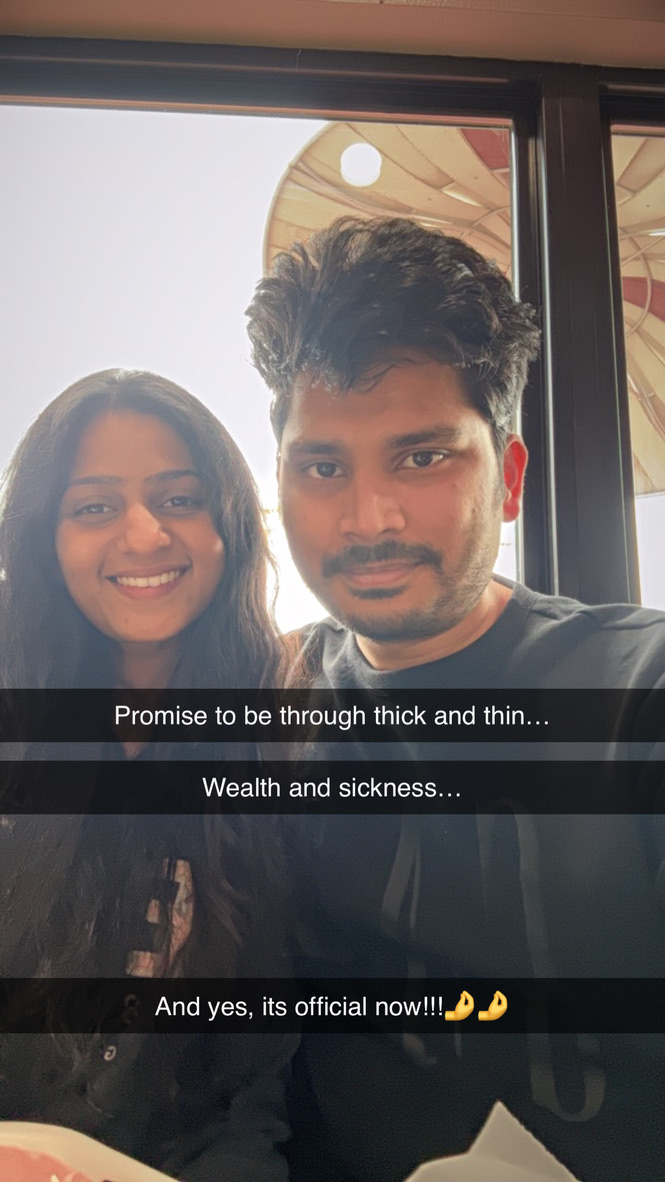 Promise to be through thick and thin...
Wealth and sickness...
And yes, its official now!!!🤌🤌